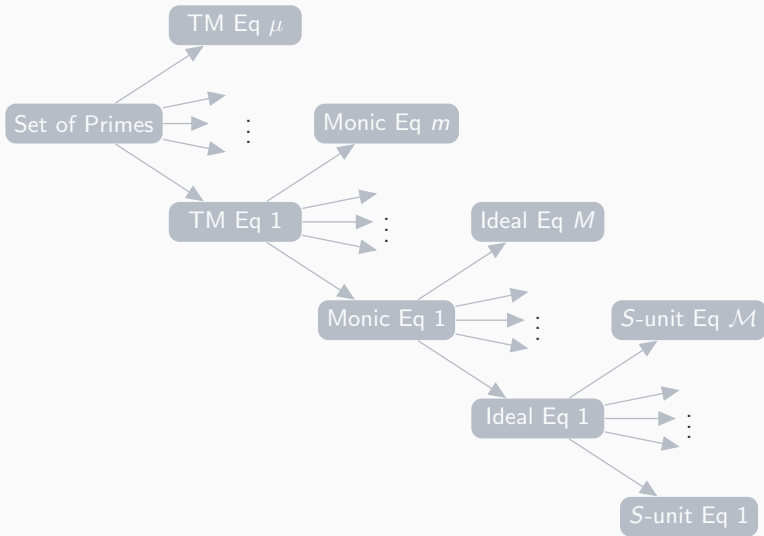 TM Eq μ
Set of Primes
⋮
Monic Eq m
TM Eq 1
⋮
Ideal Eq M
Monic Eq 1
⋮
S-unit Eq ℳ
Ideal Eq 1
⋮
S-unit Eq 1